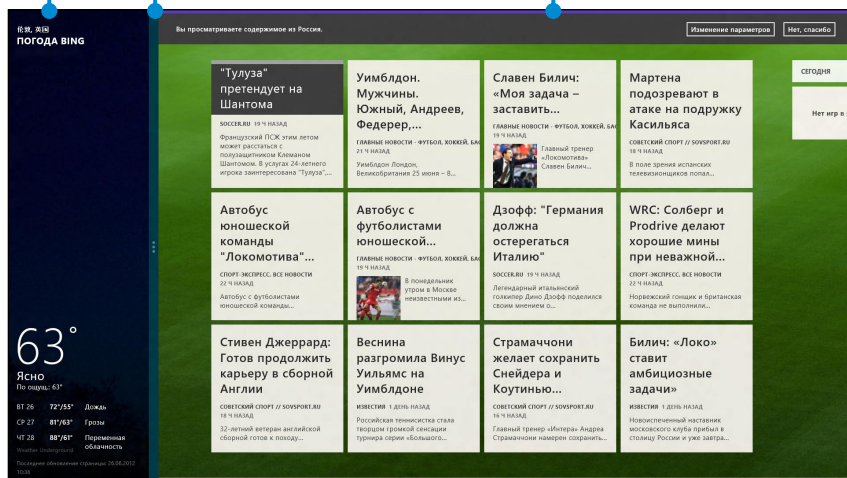 伦敦, 英国
ПОГОДА BING
63°
Ясно
По ощущ.: 63°
ВТ 26 72°/55° Дождь
СР 27 81°/63° Грозы
ЧТ 28 88°/61° Переменная
облачность
Weather Underground
Последнее обновление страницы: 26.06.2012
10:36
Вы просматриваете содержимое из России.
Изменение параметров
Нет, спасибо
"Тулуза"
претендует на
Шантома
SOCCER.RU 19 Ч НАЗАД
Французский ПСЖ этим летом
может расстаться с
полузащитником Клеманом
Шантомом. В услугах 24-летнего
игрока заинтересована "Тулуза",...
Уимблдон.
Мужчины.
Южный, Андреев,
Федерер,...
ГЛАВНЫЕ НОВОСТИ - ФУТБОЛ, ХОККЕЙ, БАС
21 Ч НАЗАД
Уимблдон Лондон,
Великобритания 25 июня – 8...
Славен Билич:
«Моя задача –
заставить...
ГЛАВНЫЕ НОВОСТИ - ФУТБОЛ, ХОККЕЙ, БАС
19 Ч НАЗАД
Главный тренер
«Локомотива»
Славен Билич...
Мартена
подозревают в
атаке на подружку
Касильяса
СОВЕТСКИЙ СПОРТ // SOVSPORT.RU
18 Ч НАЗАД
В поле зрения испанских
телевизионщиков попал...
Автобус
юношеской
команды
"Локомотива"...
СПОРТ-ЭКСПРЕСС. ВСЕ НОВОСТИ
22 Ч НАЗАД
Автобус с футболистами
юношеской команды...
Автобус с
футболистами
юношеской...
ГЛАВНЫЕ НОВОСТИ - ФУТБОЛ, ХОККЕЙ, БАС
19 Ч НАЗАД
В понедельник
утром в Москве
неизвестными из...
Дзофф: "Германия
должна
остерегаться
Италию"
SOCCER.RU 19 Ч НАЗАД
Легендарный итальянский
голкипер Дино Дзофф поделился
своим мнением о...
WRC: Солберг и
Prodrive делают
хорошие мины
при неважной...
СПОРТ-ЭКСПРЕСС. ВСЕ НОВОСТИ
22 Ч НАЗАД
Норвежский гонщик и британская
команда не выполнили...
Стивен Джеррард:
Готов продолжить
карьеру в сборной
Англии
СОВЕТСКИЙ СПОРТ // SOVSPORT.RU
18 Ч НАЗАД
32-летний ветеран английской
сборной готов к походу...
Веснина
разгромила Винус
Уильямс на
Уимблдоне
ИЗВЕСТИЯ 1 ДЕНЬ НАЗАД
Российская теннисистка стала
творцом громкой сенсации
турнира серии «Большого...
Страмаччони
желает сохранить
Снейдера и
Коутинью...
СОВЕТСКИЙ СПОРТ // SOVSPORT.RU
16 Ч НАЗАД
Главный тренер «Интера» Андреа
Страмаччони намерен сохранить...
Билич: «Локо»
ставит
амбициозные
задачи»
ИЗВЕСТИЯ 1 ДЕНЬ НАЗАД
Новоиспеченный наставник
московского клуба прибыл в
столицу России и уже завтра...
СЕГОДНЯ
Нет игр в